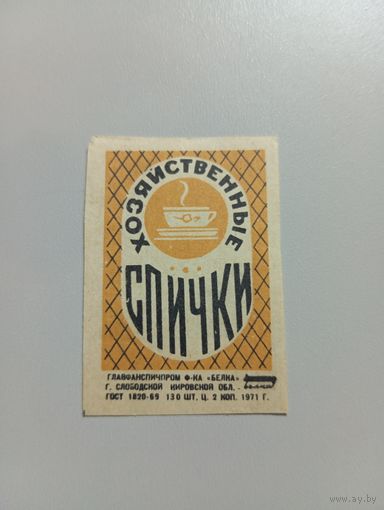 ХОЗЯЙСТВЕННЫЕ
СПИЧКИ
ГЛАВФАНСПИЧПРОМ Ф-КА «БЕЛКА»
Г. СЛОБОДСКОЙ КИРОВСКОЙ ОБЛ.
ГОСТ 1820-69 130 ШТ. Ц. 2 КОП. 1971 Г.
www.ay.by